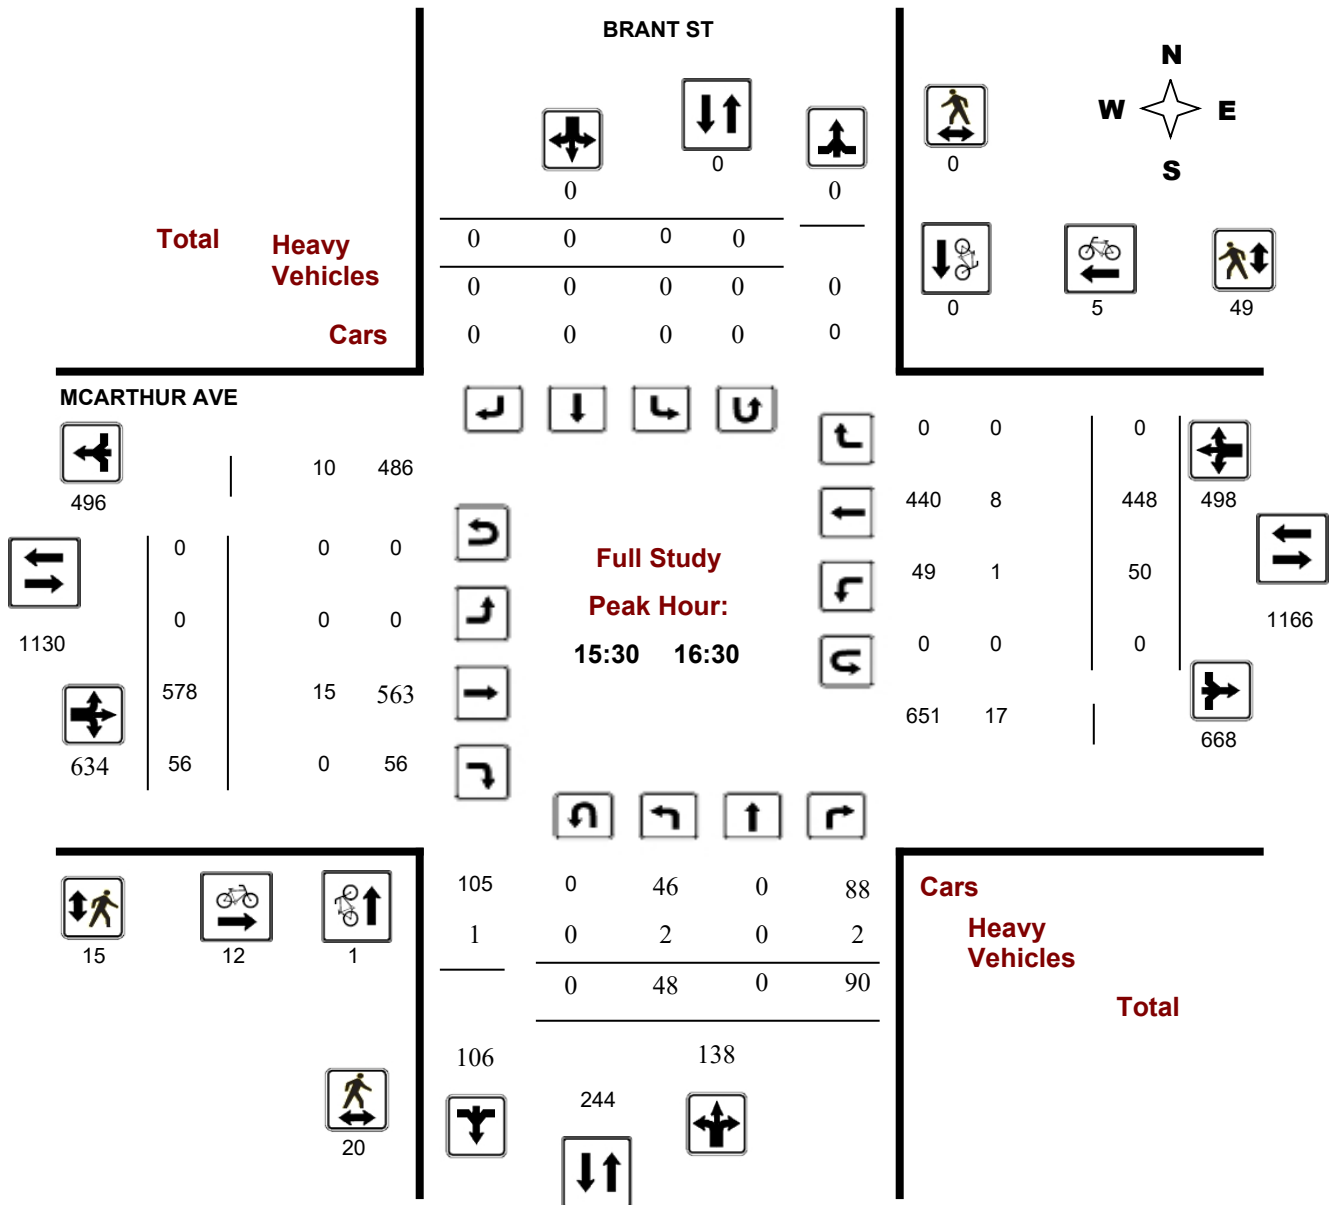 BRANT ST
N
W E
S
0
0
0 0
0
Total Heavy
Vehicles
0 0 0 0
0 0 0 0 0
Cars 0 0 0 0 0
0 5 49
MCARTHUR AVE
10 486
496
0 0 0
0 0 0
1130
578 15 563
634 56 0 56
Full Study
Peak Hour:
15:30 16:30
0 0 0
440 8 448 498
49 1 50
1166
0 0 0
651 17
668
15 12 1
105 0 46 0 88
1 0 2 0 2
0 48 0 90
Cars
Heavy
Vehicles
Total
106 138
244
20